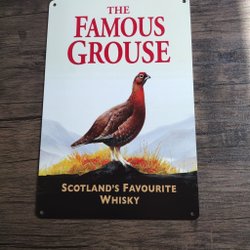 THE
FAMOUS
GROUSE
SCOTLAND'S FAVOURITE
WHISKY